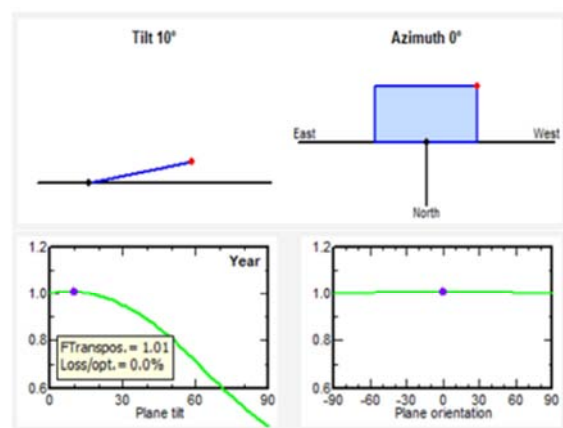 Tilt 10°
Azimuth 0°
East
West
North
1.2
1.0
0.8
0.6
Year
FTranspos.= 1.01
Loss/opt.= 0.0%
0
30
60
90
Plane tilt
1.2
1.0
0.8
0.6
-90
-60
-30
0
30
60
90
Plane orientation